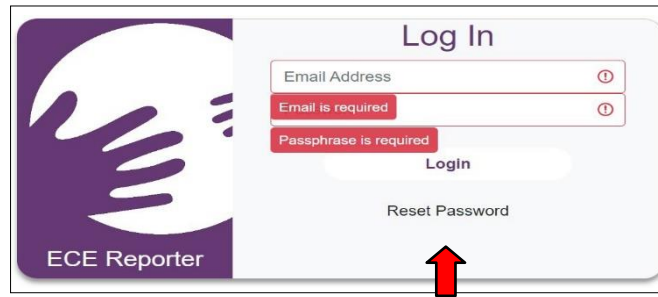 Log In
Email Address
Email is required
Passphrase is required
Login
Reset Password
ECE Reporter